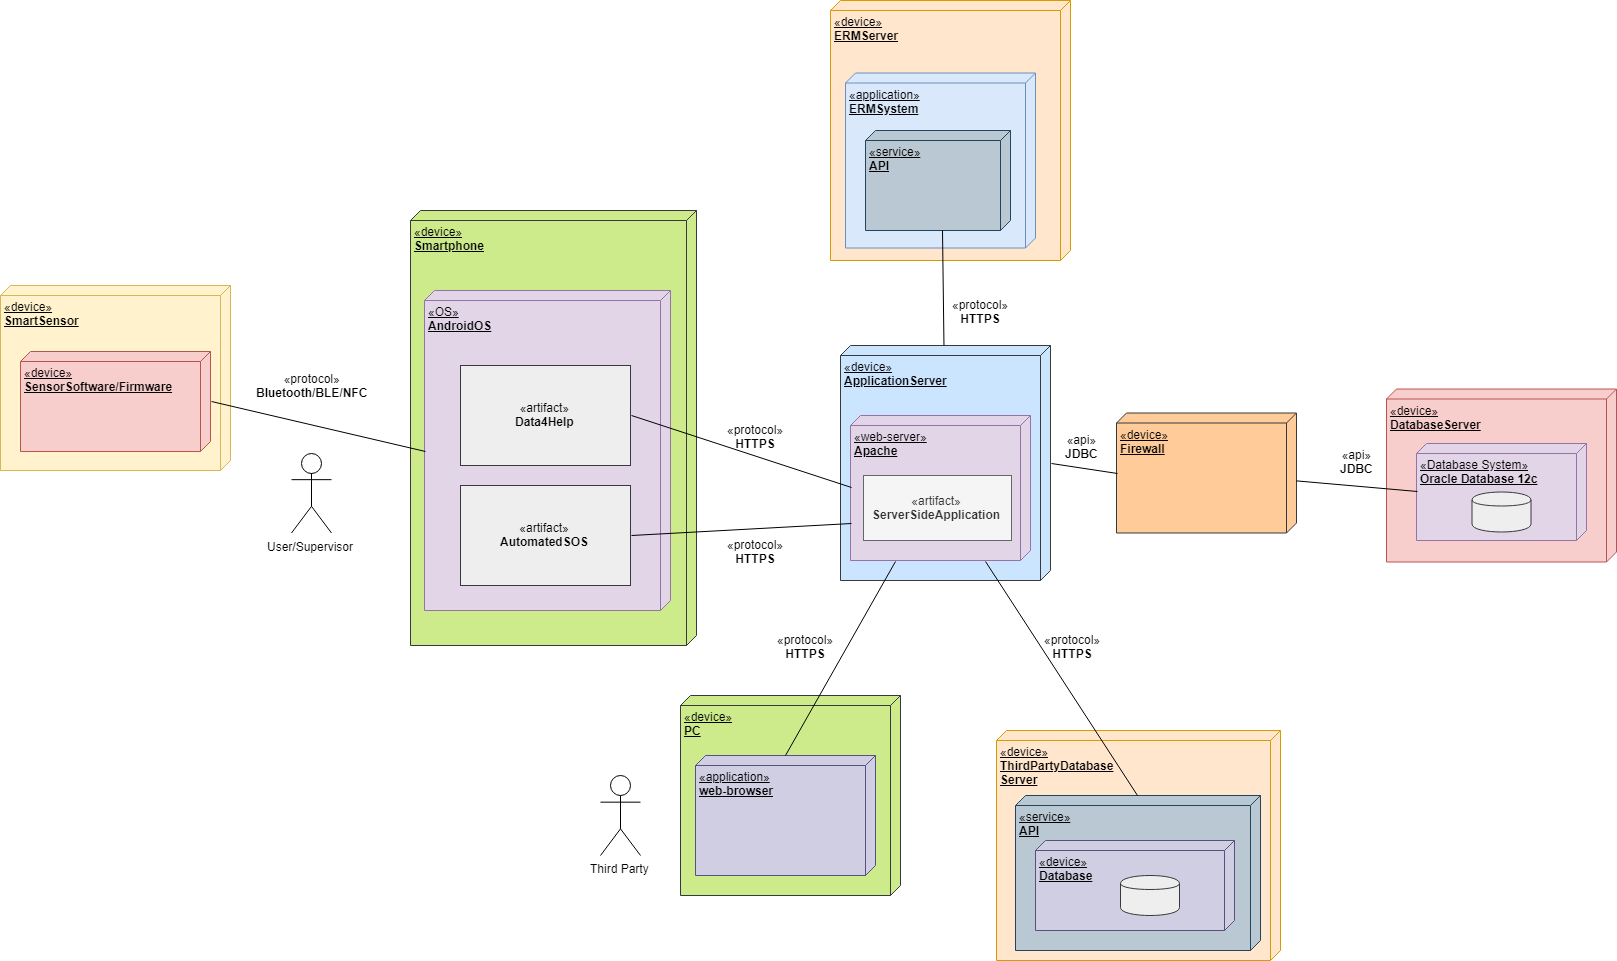 «device»
ERMServer
«application»
ERMSystem
«service»
API
«device»
Smartphone
«OS»
AndroidOS
«artifact»
Data4Help
«artifact»
AutomatedSOS
«device»
SmartSensor
«device»
SensorSoftware/Firmware
«protocol»
Bluetooth/BLE/NFC
User/Supervisor
«protocol»
HTTPS
«protocol»
HTTPS
«protocol»
HTTPS
«device»
ApplicationServer
«web-server»
Apache
«artifact»
ServerSideApplication
«api»
JDBC
«device»
Firewall
«api»
JDBC
«device»
DatabaseServer
«Database System»
Oracle Database 12c
«protocol»
HTTPS
«protocol»
HTTPS
«device»
PC
«application»
web-browser
Third Party
«device»
ThirdPartyDatabase
Server
«service»
API
«device»
Database